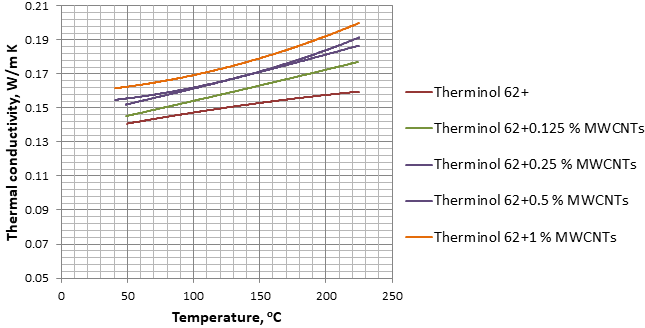 0.21
0.19
0.17
0.15
0.13
0.11
0.09
0.07
0.05
0 50 100 150 200 250
Thermal conductivity, W/m K
Temperature, ºC
Therminol 62+
Therminol 62+0.125 % MWCNTs
Therminol 62+0.25 % MWCNTs
Therminol 62+0.5 % MWCNTs
Therminol 62+1 % MWCNTs